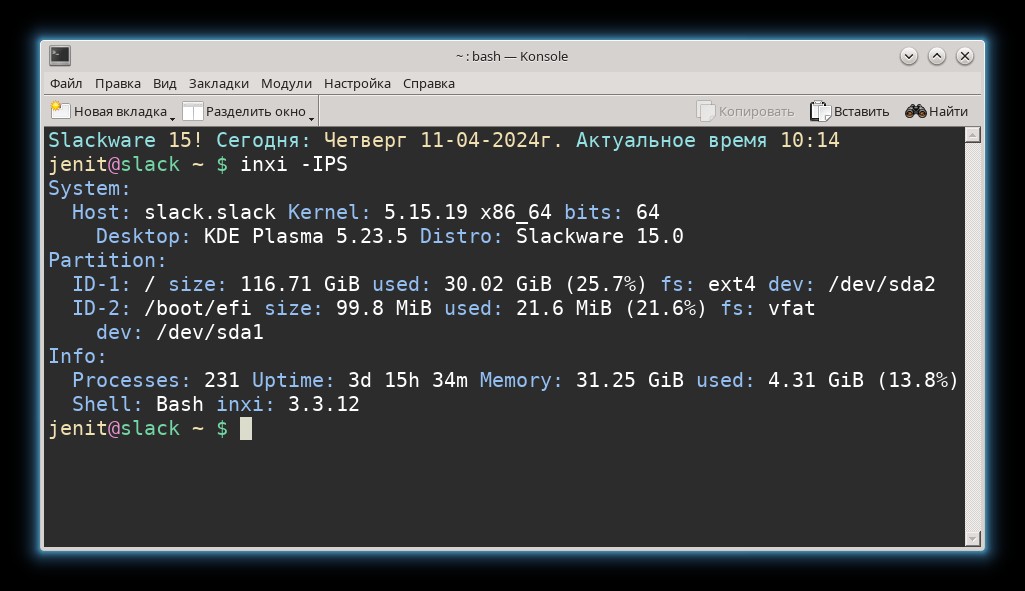 ~ : bash — Konsole
Файл Правка Вид Закладки Модули Настройка Справка
Новая вкладка Разделить окно Копировать Вставить Найти
Slackware 15! Сегодня: Четверг 11-04-2024г. Актуальное время 10:14
jenit@slack ~ $ inxi -IPS
System:
Host: slack.slack Kernel: 5.15.19 x86_64 bits: 64
Desktop: KDE Plasma 5.23.5 Distro: Slackware 15.0
Partition:
ID-1: / size: 116.71 GiB used: 30.02 GiB (25.7%) fs: ext4 dev: /dev/sda2
ID-2: /boot/efi size: 99.8 MiB used: 21.6 MiB (21.6%) fs: vfat
dev: /dev/sda1
Info:
Processes: 231 Uptime: 3d 15h 34m Memory: 31.25 GiB used: 4.31 GiB (13.8%)
Shell: Bash inxi: 3.3.12
jenit@slack ~ $